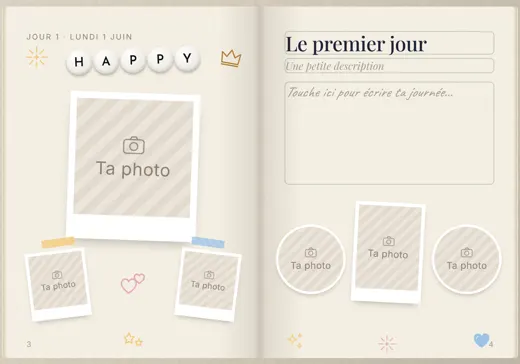 JOUR 1 · LUNDI 1 JUIN
HAPPY
Ta photo
Ta photo
Ta photo
3
Le premier jour
Une petite description
Touche ici pour écrire ta journée...
Ta photo
Ta photo
Ta photo
4